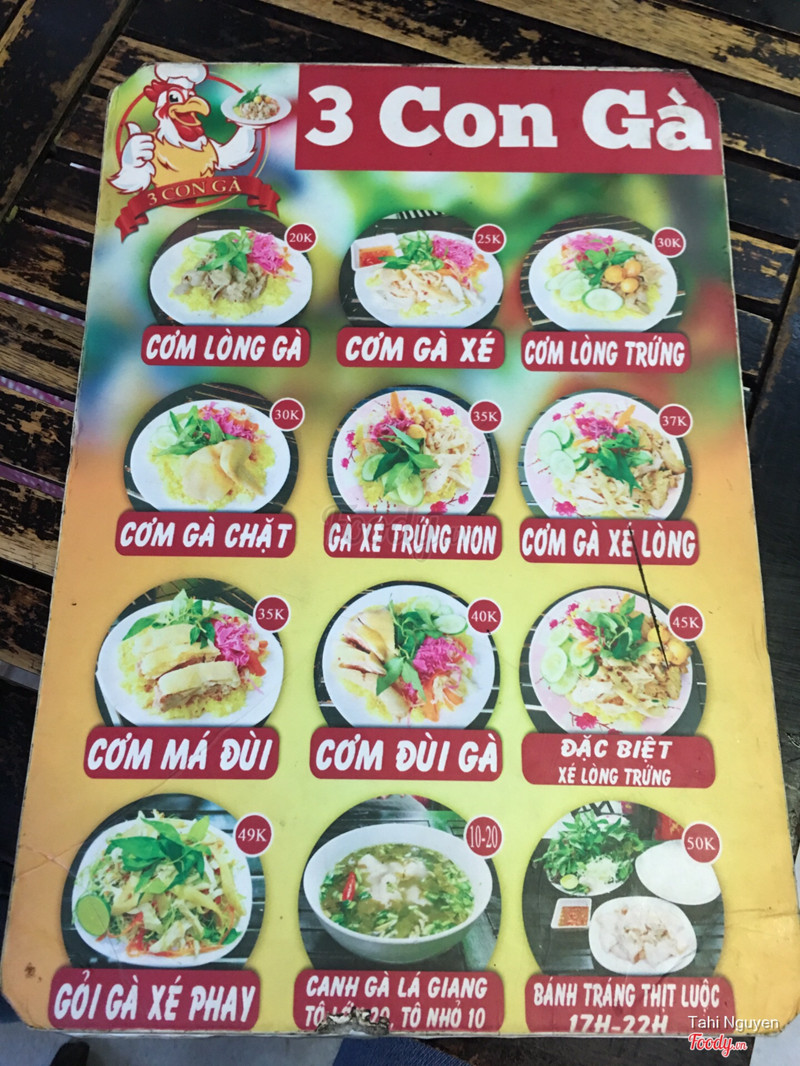 3 Con Gà
3 CON GÀ
20K
25K
30K
CƠM LÒNG GÀ
CƠM GÀ XÉ
CƠM LÒNG TRỨNG
30K
35K
37K
CƠM GÀ CHẶT
GÀ XÉ TRỨNG NON
CƠM GÀ XÉ LÒNG
35K
40K
45K
CƠM MÁ ĐÙI
CƠM ĐÙI GÀ
ĐẶC BIỆT
XÉ LÒNG TRỨNG
49K
10-20
50K
GỎI GÀ XÉ PHAY
CANH GÀ LÁ GIANG
TÔ LỚN 20, TÔ NHỎ 10
BÁNH TRÁNG THỊT LUỘC
17H-22H
Tahi Nguyen
Foody.vn